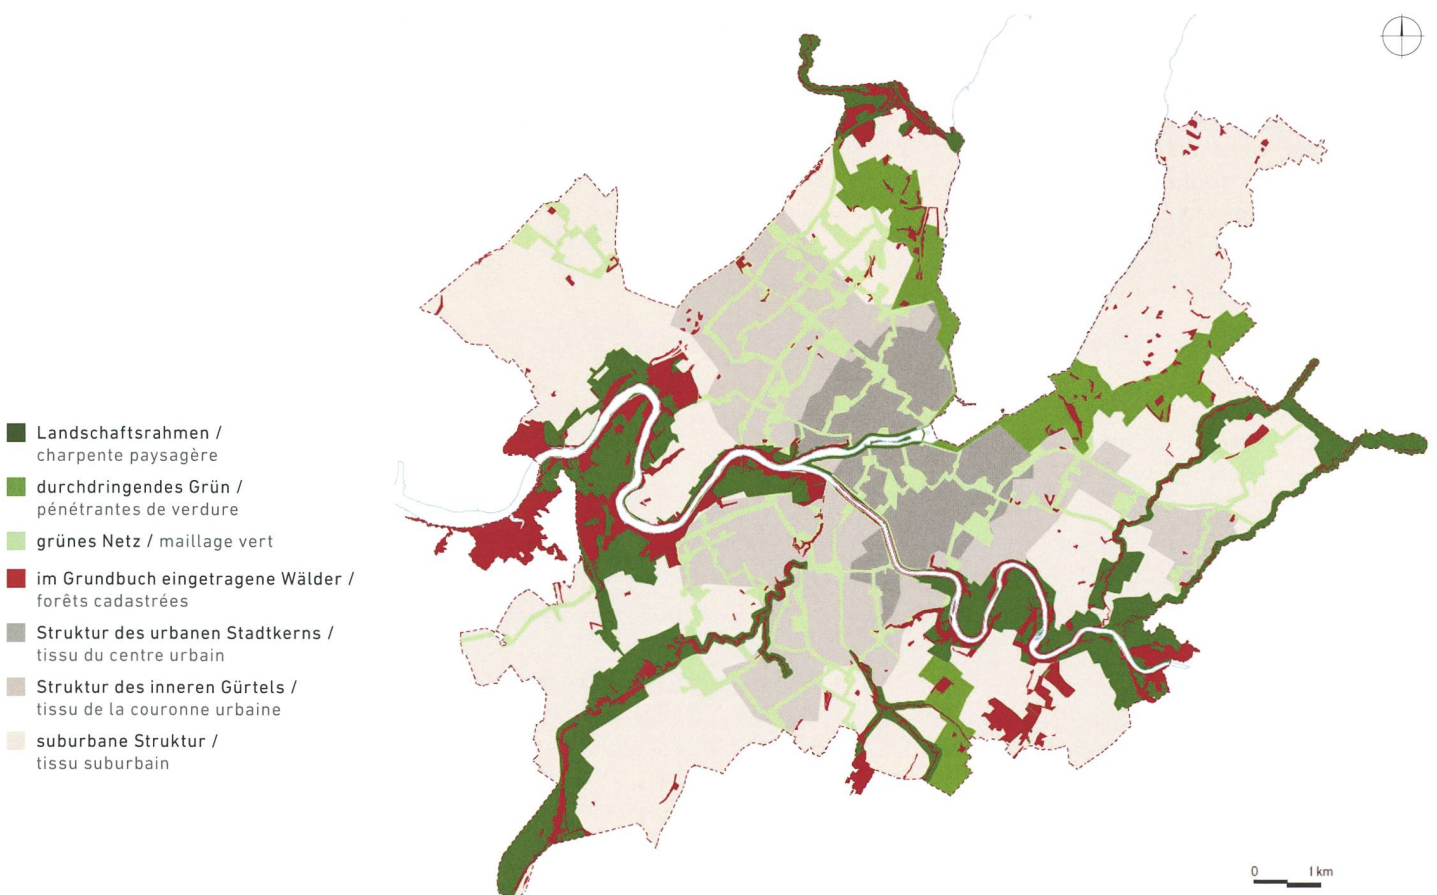 Landschaftsrahmen /
charpente paysagère
durchdringendes Grün /
pénétrantes de verdure
grünes Netz / maillage vert
im Grundbuch eingetragene Wälder /
forêts cadastrées
Struktur des urbanen Stadtkerns /
tissu du centre urbain
Struktur des inneren Gürtels /
tissu de la couronne urbaine
suburbane Struktur /
tissu suburbain
0 1 km